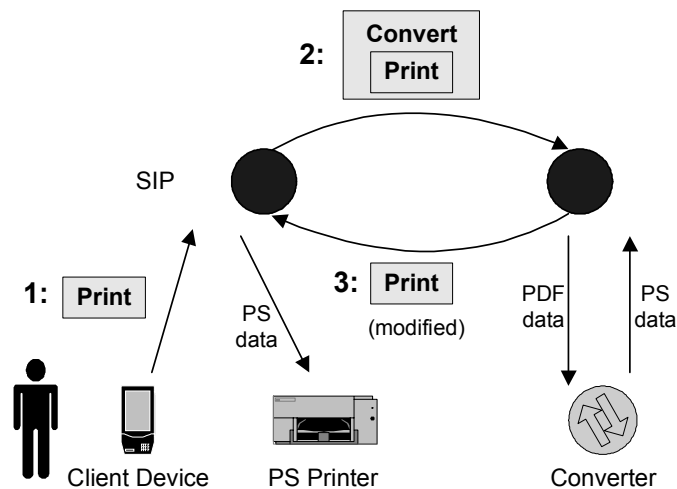 2:
Convert
Print
SIP
1:
Print
PS
data
3:
Print
(modified)
PDF
data
PS
data
Client Device
PS Printer
Converter